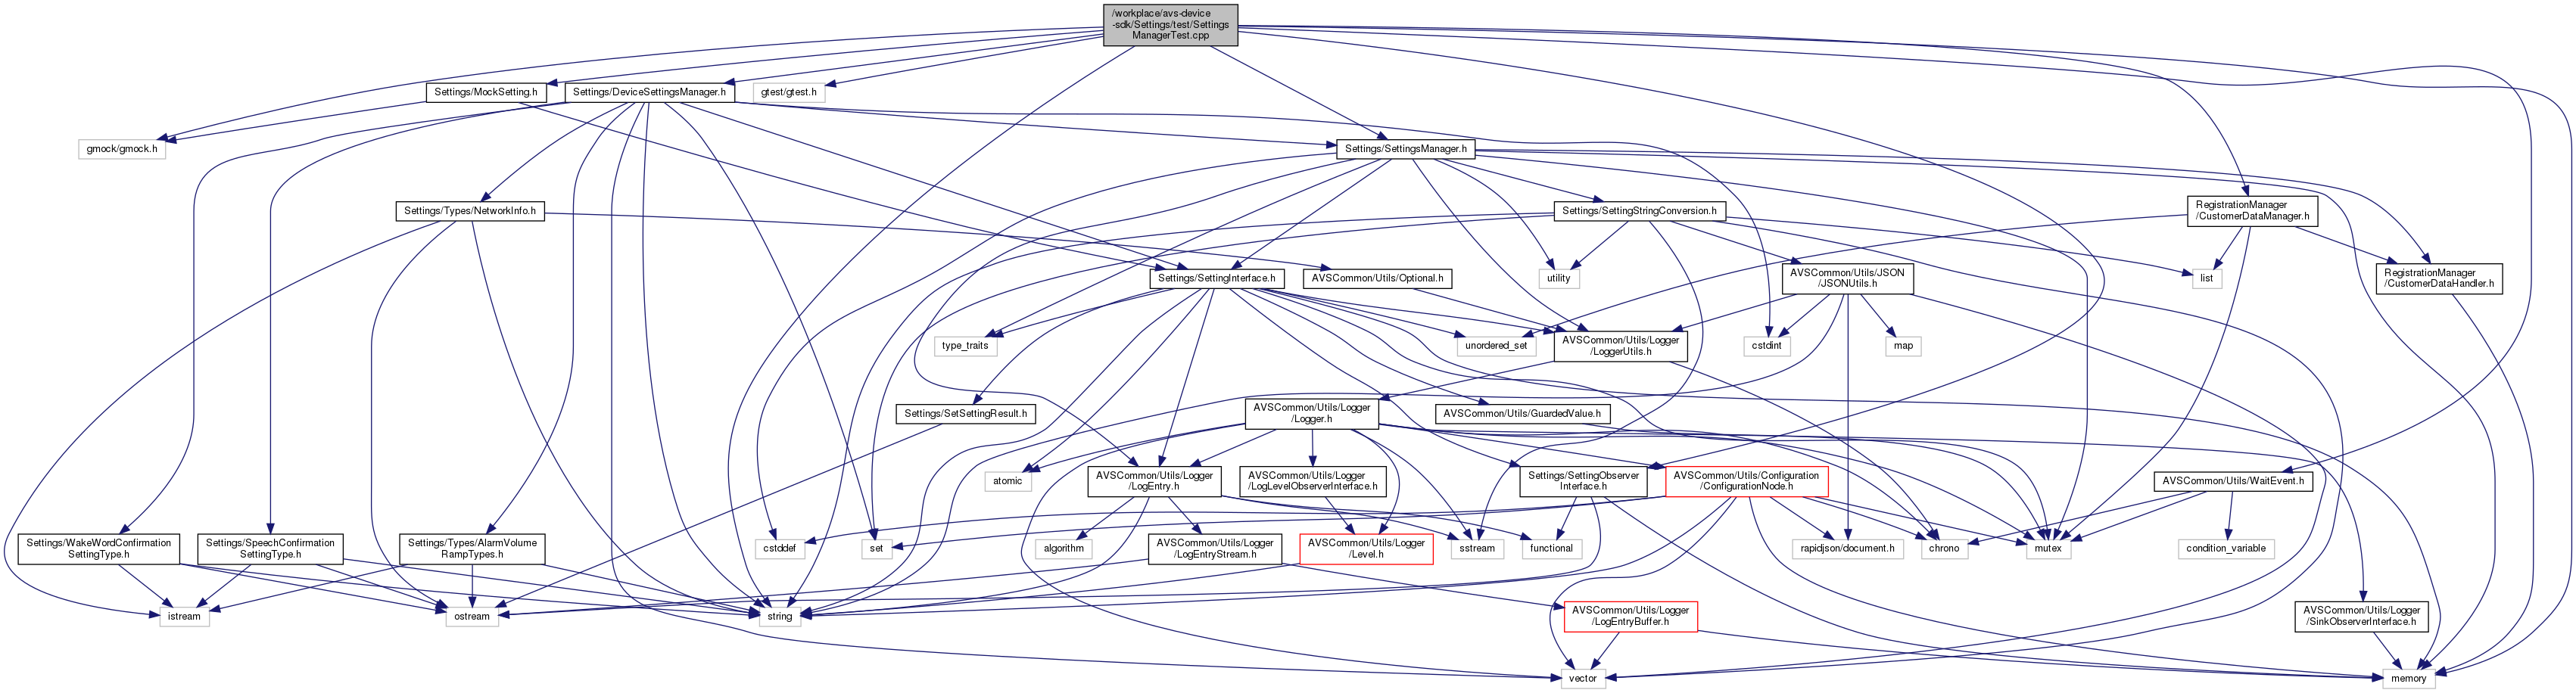 /workplace/avs-device
-sdk/Settings/test/Settings
ManagerTest.cpp
Settings/MockSetting.h
Settings/DeviceSettingsManager.h
gtest/gtest.h
gmock/gmock.h
Settings/SettingsManager.h
Settings/Types/NetworkInfo.h
Settings/SettingStringConversion.h
RegistrationManager
/CustomerDataManager.h
Settings/SettingInterface.h
AVSCommon/Utils/Optional.h
utility
AVSCommon/Utils/JSON
/JSONUtils.h
list
RegistrationManager
/CustomerDataHandler.h
type_traits
unordered_set
AVSCommon/Utils/Logger
/LoggerUtils.h
cstdint
map
Settings/SetSettingResult.h
AVSCommon/Utils/Logger
/Logger.h
AVSCommon/Utils/GuardedValue.h
atomic
AVSCommon/Utils/Logger
/LogEntry.h
AVSCommon/Utils/Logger
/LogLevelObserverInterface.h
Settings/SettingObserver
Interface.h
AVSCommon/Utils/Configuration
/ConfigurationNode.h
AVSCommon/Utils/WaitEvent.h
Settings/WakeWordConfirmation
SettingType.h
Settings/SpeechConfirmation
SettingType.h
Settings/Types/AlarmVolume
RampTypes.h
cstddef
set
algorithm
AVSCommon/Utils/Logger
/LogEntryStream.h
AVSCommon/Utils/Logger
/Level.h
sstream
functional
rapidjson/document.h
chrono
mutex
condition_variable
istream
ostream
string
AVSCommon/Utils/Logger
/LogEntryBuffer.h
AVSCommon/Utils/Logger
/SinkObserverInterface.h
vector
memory